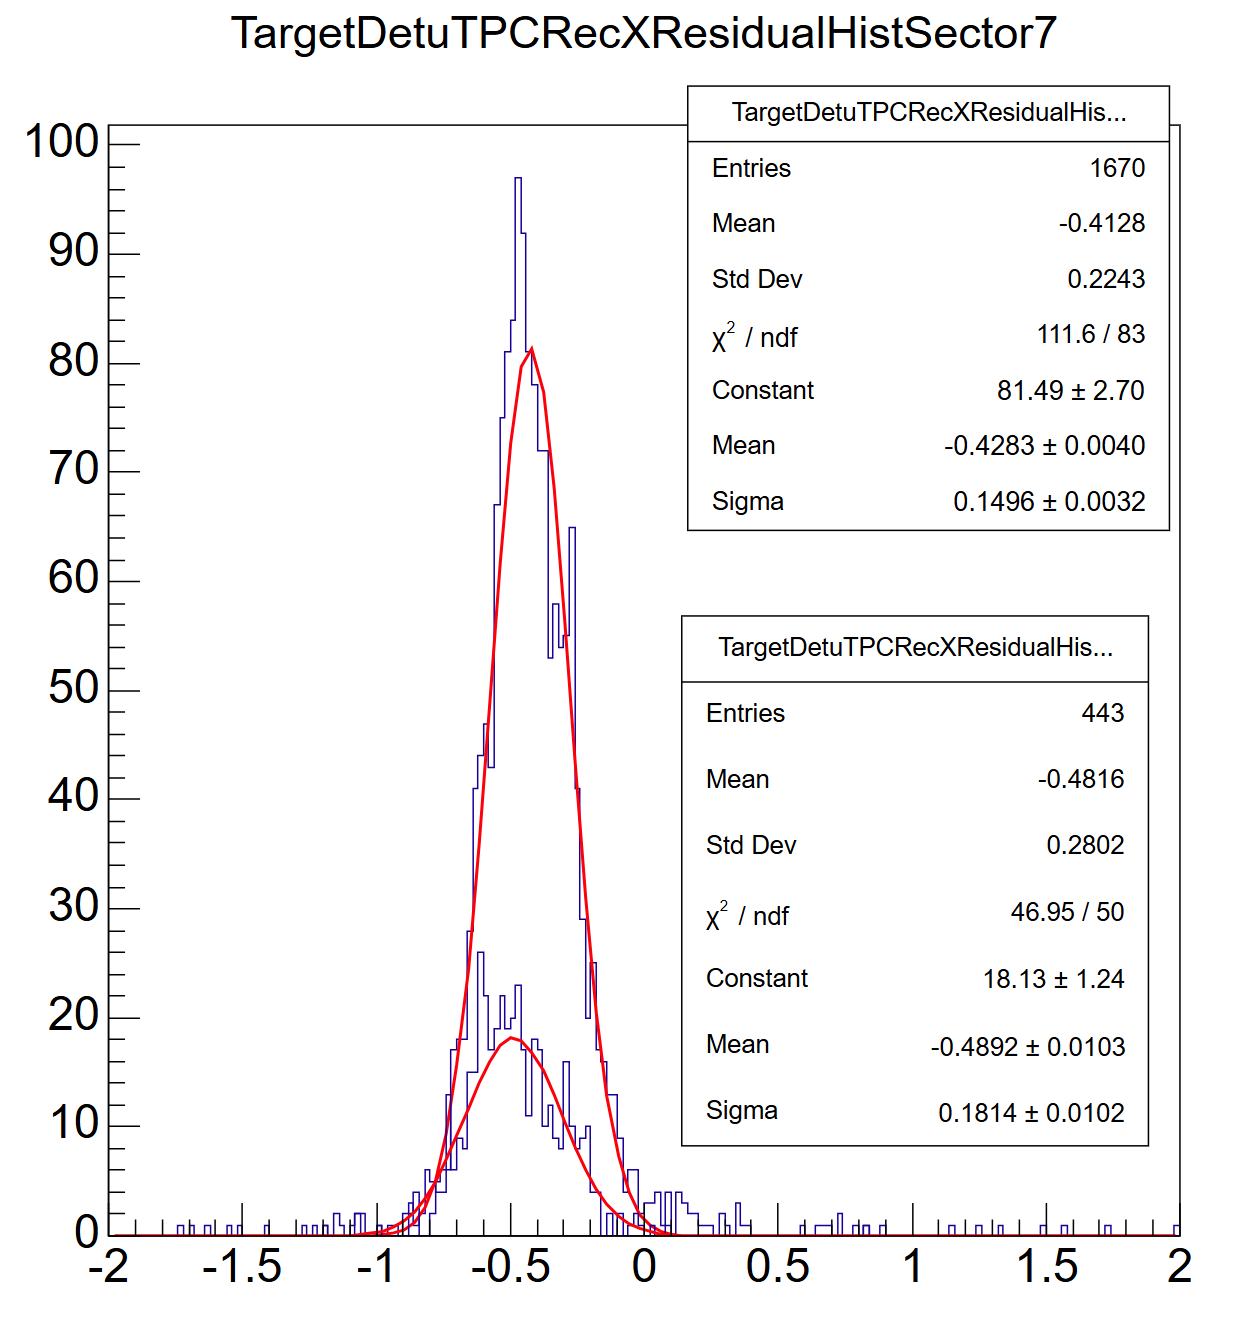 TargetDetuTPCRecXResidualHistSector7
TargetDetuTPCRecXResidualHis...
Entries 1670
Mean -0.4128
Std Dev 0.2243
χ² / ndf 111.6 / 83
Constant 81.49 ± 2.70
Mean -0.4283 ± 0.0040
Sigma 0.1496 ± 0.0032
TargetDetuTPCRecXResidualHis...
Entries 443
Mean -0.4816
Std Dev 0.2802
χ² / ndf 46.95 / 50
Constant 18.13 ± 1.24
Mean -0.4892 ± 0.0103
Sigma 0.1814 ± 0.0102
100
90
80
70
60
50
40
30
20
10
0
-2 -1.5 -1 -0.5 0 0.5 1 1.5 2